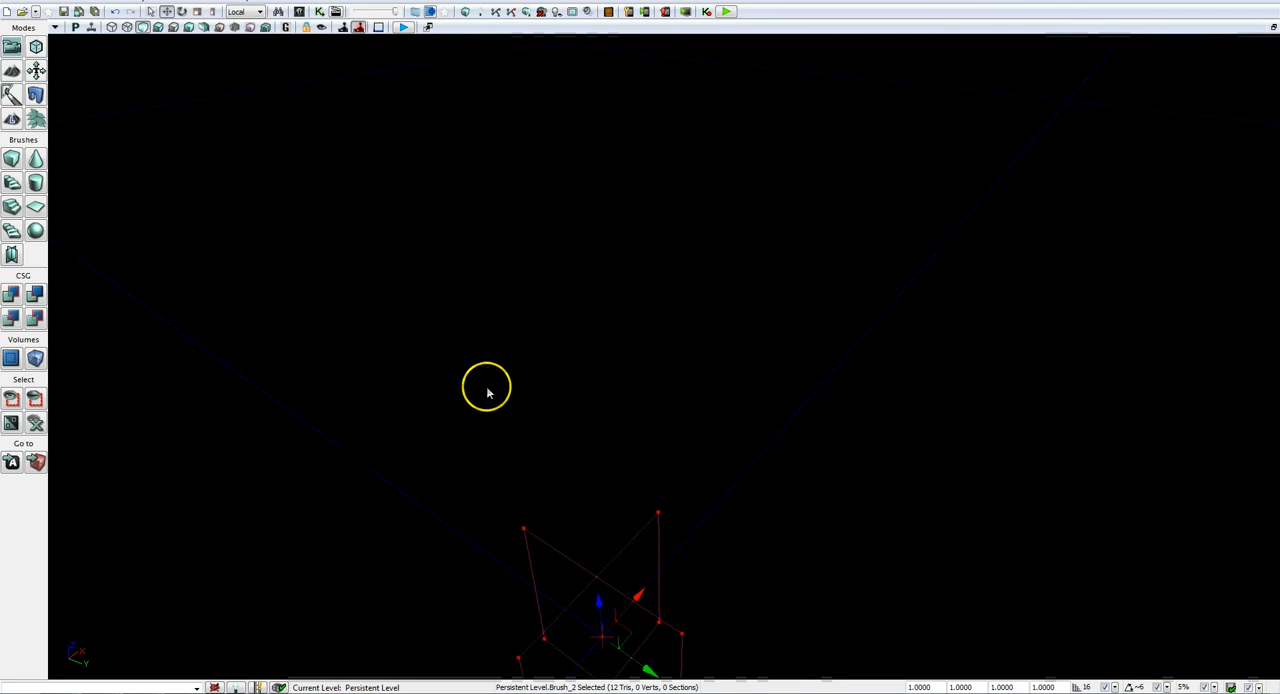 Local
Modes
P
G
Brushes
CSG
Volumes
Select
Go to
X
Y
Current Level: Persistent Level
Persistent Level.Brush_2 Selected (12 Tris, 0 Verts, 0 Sections)
1.0000 1.0000 1.0000 1.0000 16 ~6 5%